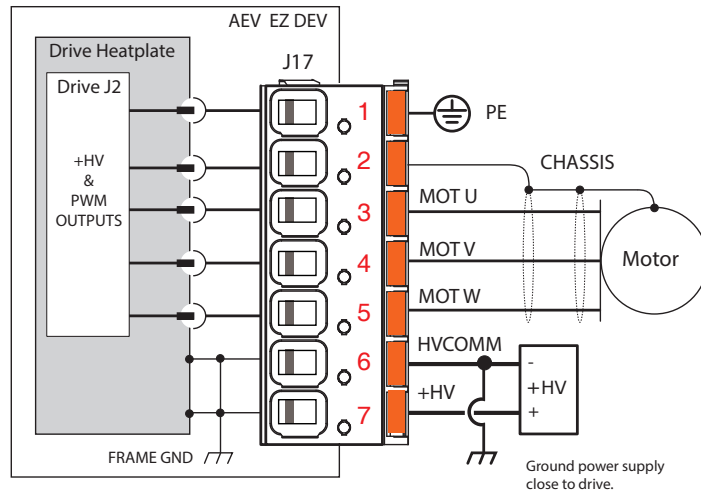 AEV EZ DEV
Drive Heatplate
J17
Drive J2
+HV
&
PWM
OUTPUTS
1
PE
2
CHASSIS
MOT U
3
MOT V
4
Motor
MOT W
5
HVCOMM
6
-
+HV
+
+HV
7
FRAME GND
Ground power supply
close to drive.